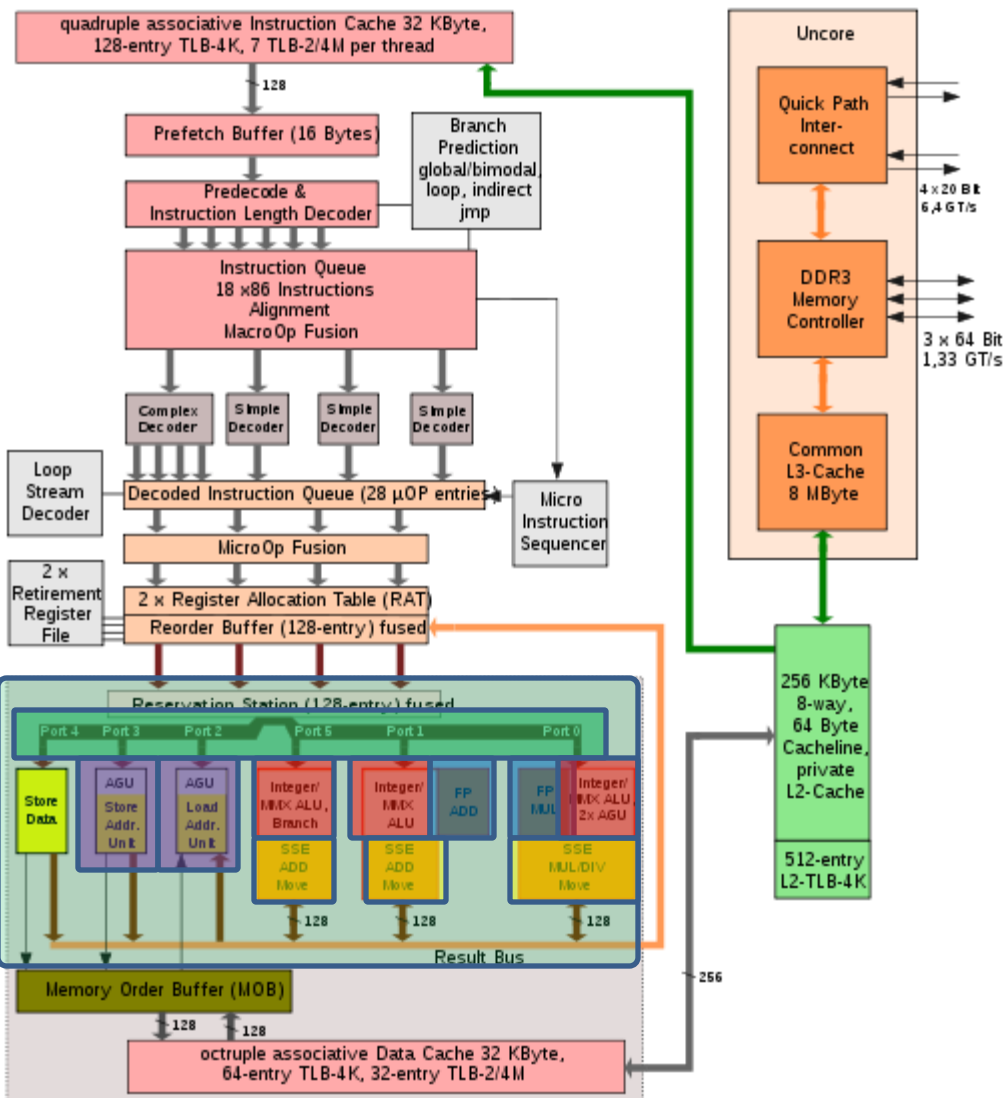 quadruple associative Instruction Cache 32 KByte,
128-entry TLB-4K, 7 TLB-2/4M per thread
128
Prefetch Buffer (16 Bytes)
Predecode &
Instruction Length Decoder
Branch
Prediction
global/bimodal,
loop, indirect
jmp
Instruction Queue
18 x86 Instructions
Alignment
MacroOp Fusion
Complex
Decoder
Simple
Decoder
Simple
Decoder
Simple
Decoder
Loop
Stream
Decoder
Decoded Instruction Queue (28 µOP entries)
Micro
Instruction
Sequencer
MicroOp Fusion
2 x
Retirement
Register
File
2 x Register Allocation Table (RAT)
Reorder Buffer (128-entry) fused
Reservation Station (128-entry) fused
Port 4
Port 3
Port 2
Port 5
Port 1
Port 0
Store
Data
AGU
Store
Addr.
Unit
AGU
Load
Addr.
Unit
Integer/
MMX ALU,
Branch
SSE
ADD
Move
Integer/
MMX
ALU
FP
ADD
SSE
ADD
Move
FP
MUL
Integer/
MMX ALU,
2x AGU
SSE
MUL/DIV
Move
128
128
128
Result Bus
Memory Order Buffer (MOB)
128
128
octruple associative Data Cache 32 KByte,
64-entry TLB-4K, 32-entry TLB-2/4M
256
Uncore
Quick Path
Inter-
connect
4 x 20 Bit
6,4 GT/s
DDR3
Memory
Controller
3 x 64 Bit
1,33 GT/s
Common
L3-Cache
8 MByte
256 KByte
8-way,
64 Byte
Cacheline,
private
L2-Cache
512-entry
L2-TLB-4K